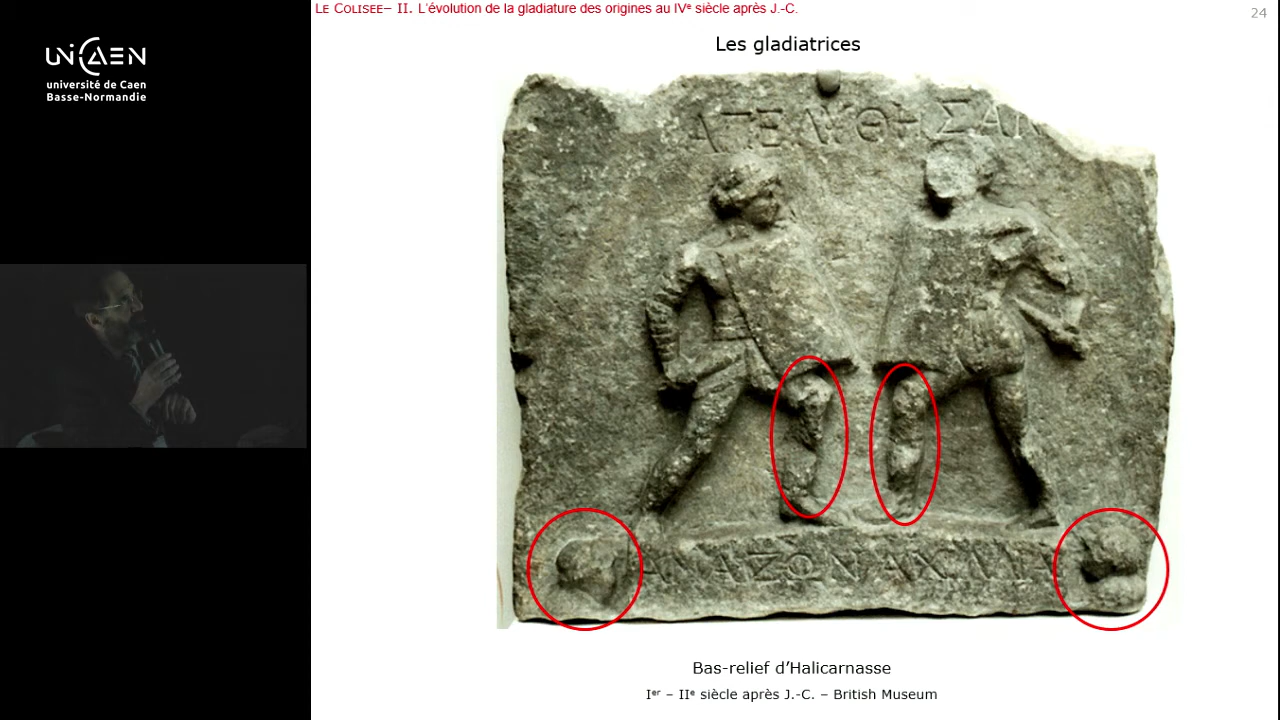 LE COLISEE– II. L'évolution de la gladiature des origines au IVᵉ siècle après J.-C.
24
UNICAEN
université de Caen
Basse-Normandie
Les gladiatrices
ΑΠΕΛΥΘΗΣΑΝ
ΑΜΑΖΩΝ ΑΧΙΛΛΙΑ
Bas-relief d’Halicarnasse
Iᵉʳ – IIᵉ siècle après J.-C. – British Museum